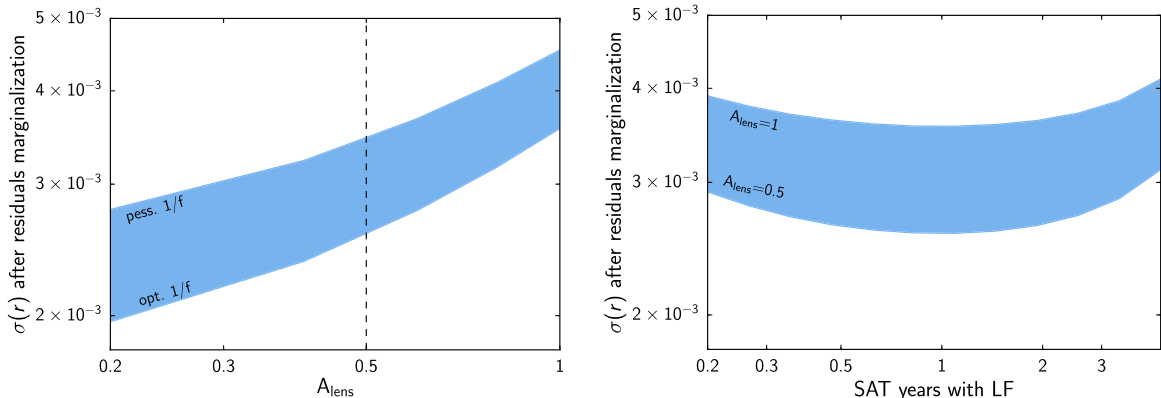 σ(r) after residuals marginalization
5 × 10⁻³
4 × 10⁻³
3 × 10⁻³
2 × 10⁻³
pess. 1/f
opt. 1/f
0.2 0.3 0.5 1
A_lens
σ(r) after residuals marginalization
5 × 10⁻³
4 × 10⁻³
3 × 10⁻³
2 × 10⁻³
A_lens=1
A_lens=0.5
0.2 0.3 0.5 1 2 3
SAT years with LF